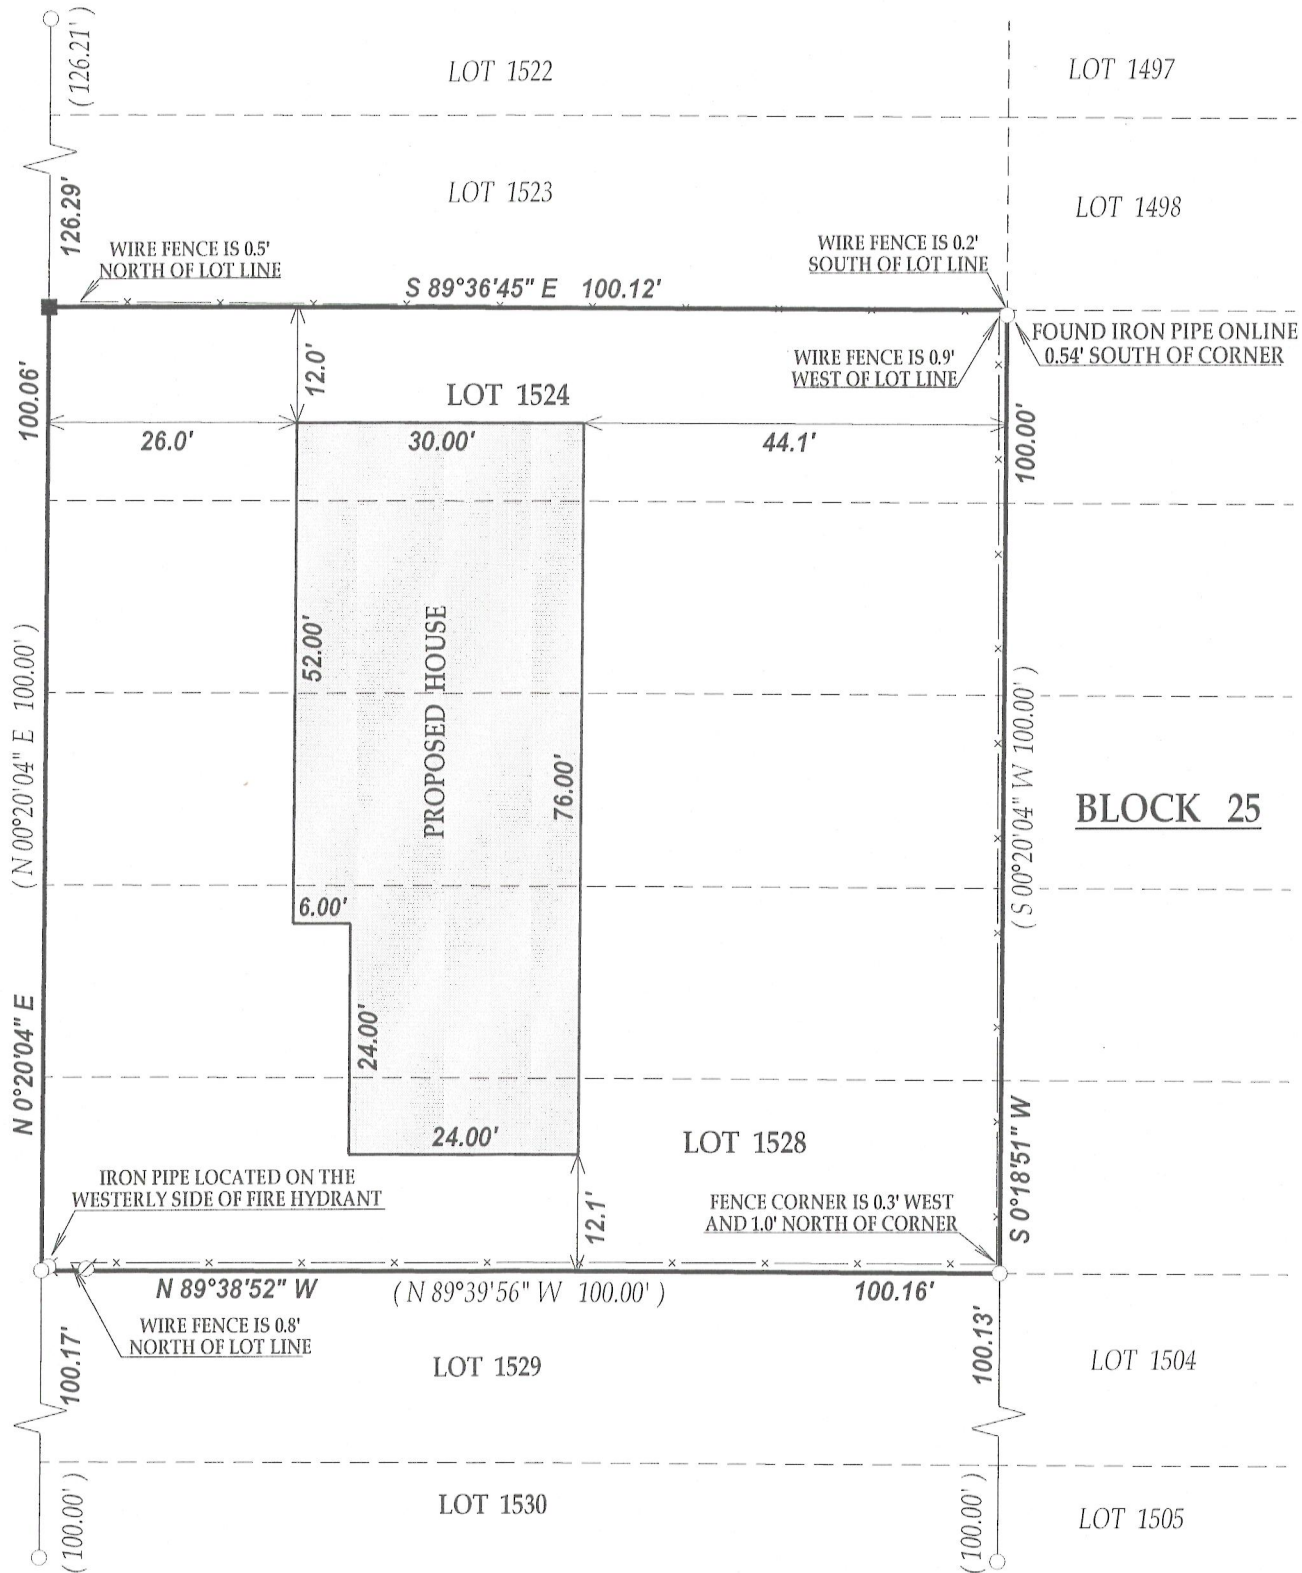 ( 126.21' )
LOT 1522
LOT 1497
126.29'
LOT 1523
LOT 1498
WIRE FENCE IS 0.5'
NORTH OF LOT LINE
WIRE FENCE IS 0.2'
SOUTH OF LOT LINE
S 89°36'45" E 100.12'
FOUND IRON PIPE ONLINE
0.54' SOUTH OF CORNER
WIRE FENCE IS 0.9'
WEST OF LOT LINE
100.06'
12.0'
LOT 1524
26.0'
30.00'
44.1'
100.00'
52.00'
PROPOSED HOUSE
76.00'
( N 00°20'04" E 100.00' )
( S 00°20'04" W 100.00' )
BLOCK 25
6.00'
24.00'
N 0°20'04" E
24.00'
LOT 1528
S 0°18'51" W
IRON PIPE LOCATED ON THE
WESTERLY SIDE OF FIRE HYDRANT
12.1'
FENCE CORNER IS 0.3' WEST
AND 1.0' NORTH OF CORNER
N 89°38'52" W
( N 89°39'56" W 100.00' )
100.16'
WIRE FENCE IS 0.8'
NORTH OF LOT LINE
100.17'
LOT 1529
100.13'
LOT 1504
( 100.00' )
LOT 1530
( 100.00' )
LOT 1505